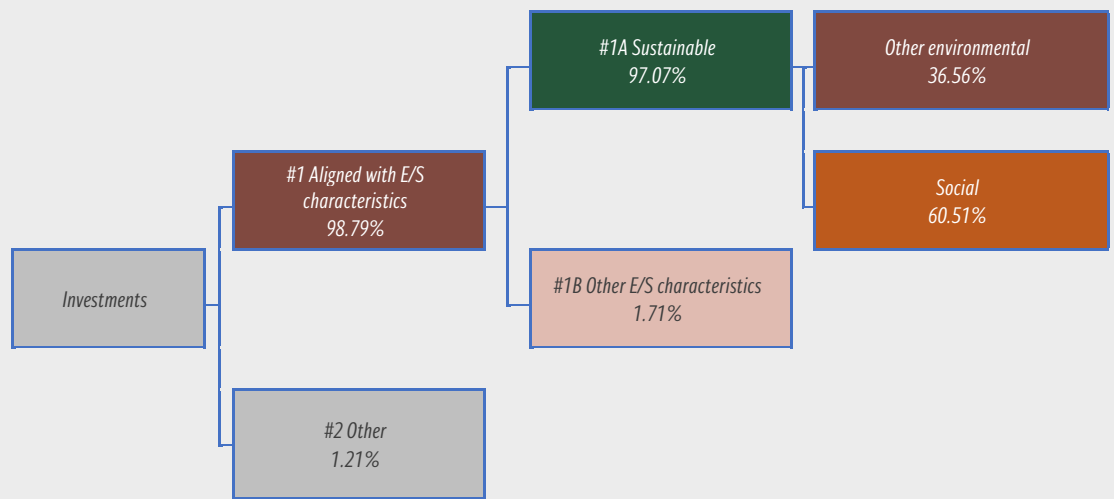 #1A Sustainable
97.07%
Other environmental
36.56%
#1 Aligned with E/S
characteristics
98.79%
Social
60.51%
Investments
#1B Other E/S characteristics
1.71%
#2 Other
1.21%